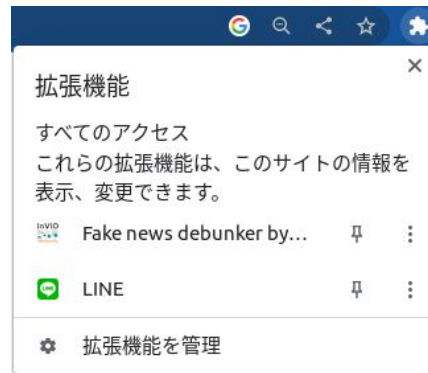 拡張機能
すべてのアクセス
これらの拡張機能は、このサイトの情報を
表示、変更できます。
InVID
Fake news debunker by...
LINE
拡張機能を管理